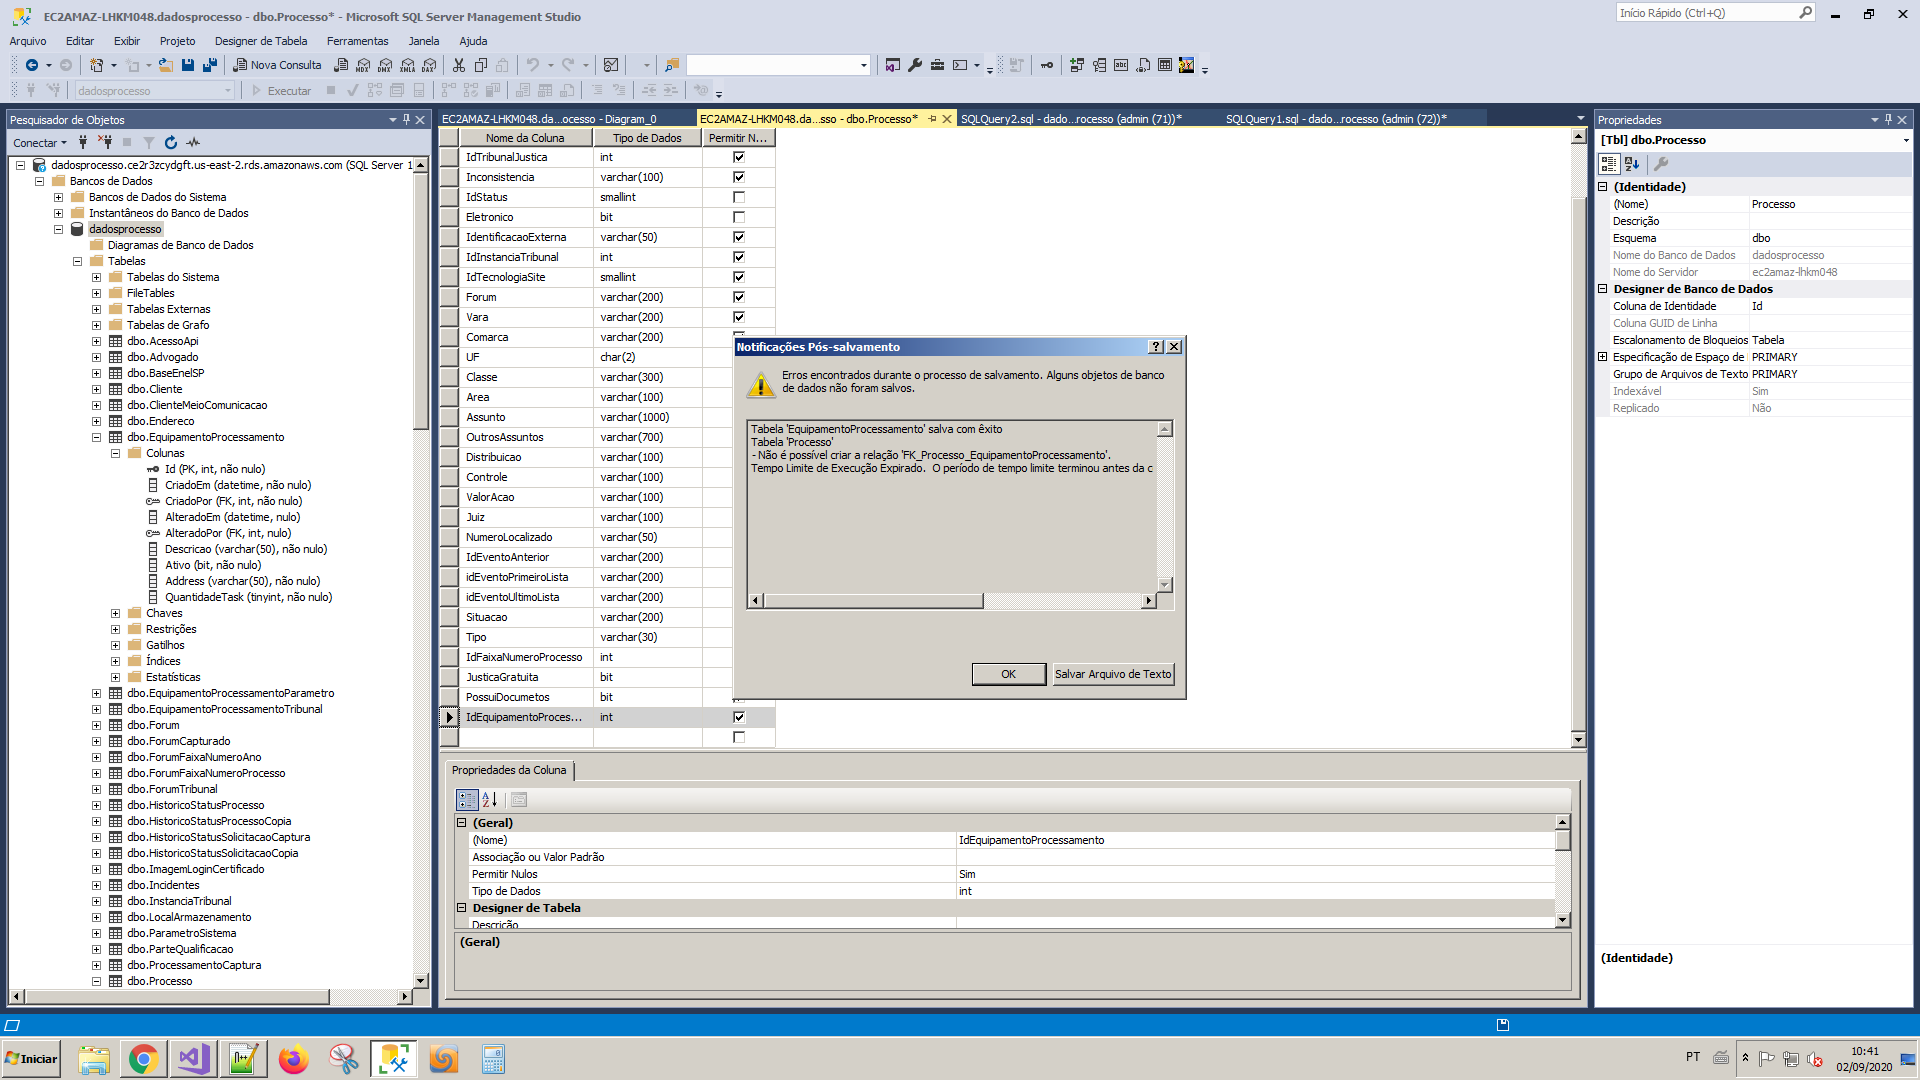 EC2AMAZ-LHKM048.dadosprocesso - dbo.Processo* - Microsoft SQL Server Management Studio
Início Rápido (Ctrl+Q)
Arquivo Editar Exibir Projeto Designer de Tabela Ferramentas Janela Ajuda
Nova Consulta
MDX DMX XMLA DAX
dadosprocesso
Executar
Pesquisador de Objetos
Conectar
dadosprocesso.ce2r3zcydgft.us-east-2.rds.amazonaws.com (SQL Server 1
Bancos de Dados
Bancos de Dados do Sistema
Instantâneos do Banco de Dados
dadosprocesso
Diagramas de Banco de Dados
Tabelas
Tabelas do Sistema
FileTables
Tabelas Externas
Tabelas de Grafo
dbo.AcessoApi
dbo.Advogado
dbo.BaseEnelSP
dbo.Cliente
dbo.ClienteMeioComunicacao
dbo.Endereco
dbo.EquipamentoProcessamento
Colunas
Id (PK, int, não nulo)
CriadoEm (datetime, não nulo)
CriadoPor (FK, int, não nulo)
AlteradoEm (datetime, nulo)
AlteradoPor (FK, int, nulo)
Descricao (varchar(50), não nulo)
Ativo (bit, não nulo)
Address (varchar(50), não nulo)
QuantidadeTask (tinyint, não nulo)
Chaves
Restrições
Gatilhos
Índices
Estatísticas
dbo.EquipamentoProcessamentoParametro
dbo.EquipamentoProcessamentoTribunal
dbo.Forum
dbo.ForumCapturado
dbo.ForumFaixaNumeroAno
dbo.ForumFaixaNumeroProcesso
dbo.ForumTribunal
dbo.HistoricoStatusProcesso
dbo.HistoricoStatusProcessoCopia
dbo.HistoricoStatusSolicitacaoCaptura
dbo.HistoricoStatusSolicitacaoCopia
dbo.ImagemLoginCertificado
dbo.Incidentes
dbo.InstanciaTribunal
dbo.LocalArmazenamento
dbo.ParametroSistema
dbo.ParteQualificacao
dbo.ProcessamentoCaptura
dbo.Processo
EC2AMAZ-LHKM048.da...ocesso - Diagram_0
EC2AMAZ-LHKM048.da...sso - dbo.Processo*
SQLQuery2.sql - dado...rocesso (admin (71))*
SQLQuery1.sql - dado...rocesso (admin (72))*
Nome da Coluna Tipo de Dados Permitir N...
IdTribunalJustica int
Inconsistencia varchar(100)
IdStatus smallint
Eletronico bit
IdentificacaoExterna varchar(50)
IdInstanciaTribunal int
IdTecnologiaSite smallint
Forum varchar(200)
Vara varchar(200)
Comarca varchar(200)
UF char(2)
Classe varchar(300)
Area varchar(100)
Assunto varchar(1000)
OutrosAssuntos varchar(700)
Distribuicao varchar(100)
Controle varchar(100)
ValorAcao varchar(100)
Juiz varchar(100)
NumeroLocalizado varchar(50)
IdEventoAnterior varchar(200)
idEventoPrimeiroLista varchar(200)
idEventoUltimoLista varchar(200)
Situacao varchar(200)
Tipo varchar(30)
IdFaixaNumeroProcesso int
JusticaGratuita bit
PossuiDocumetos bit
IdEquipamentoProces... int
Notificações Pós-salvamento
Erros encontrados durante o processo de salvamento. Alguns objetos de banco
de dados não foram salvos.
Tabela 'EquipamentoProcessamento' salva com êxito
Tabela 'Processo'
- Não é possível criar a relação 'FK_Processo_EquipamentoProcessamento'.
Tempo Limite de Execução Expirado. O período de tempo limite terminou antes da c
OK
Salvar Arquivo de Texto
Propriedades da Coluna
(Geral)
(Nome) IdEquipamentoProcessamento
Associação ou Valor Padrão
Permitir Nulos Sim
Tipo de Dados int
Designer de Tabela
Descrição
(Geral)
Propriedades
[Tbl] dbo.Processo
(Identidade)
(Nome) Processo
Descrição
Esquema dbo
Nome do Banco de Dados dadosprocesso
Nome do Servidor ec2amaz-lhkm048
Designer de Banco de Dados
Coluna de Identidade Id
Coluna GUID de Linha
Escalonamento de Bloqueios Tabela
Especificação de Espaço de PRIMARY
Grupo de Arquivos de Texto PRIMARY
Indexável Sim
Replicado Não
(Identidade)
Iniciar
PT
10:41
02/09/2020